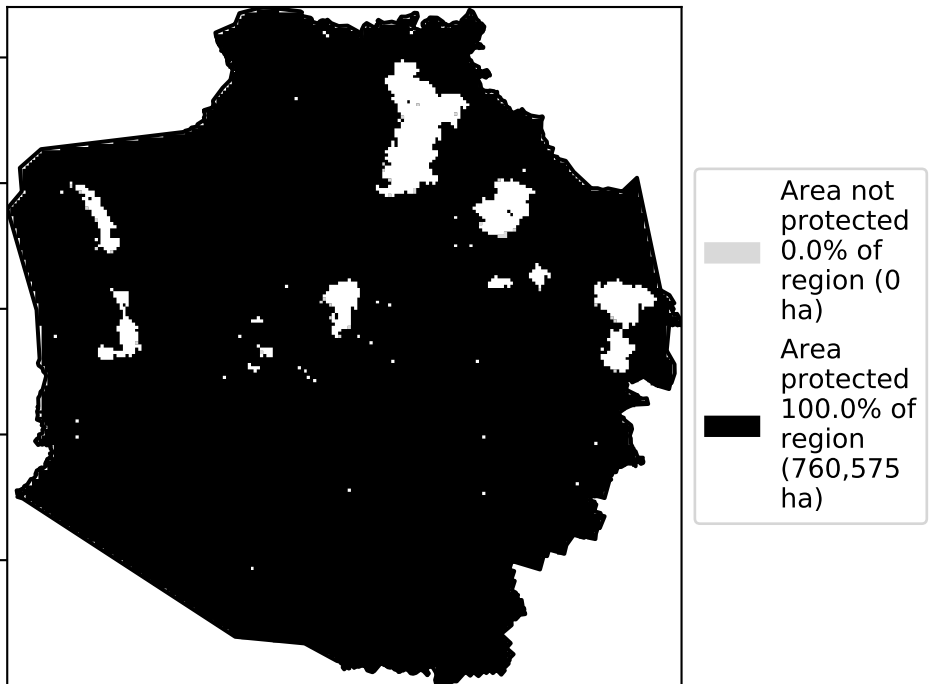 Area not
protected
0.0% of
region (0
ha)
Area
protected
100.0% of
region
(760,575
ha)